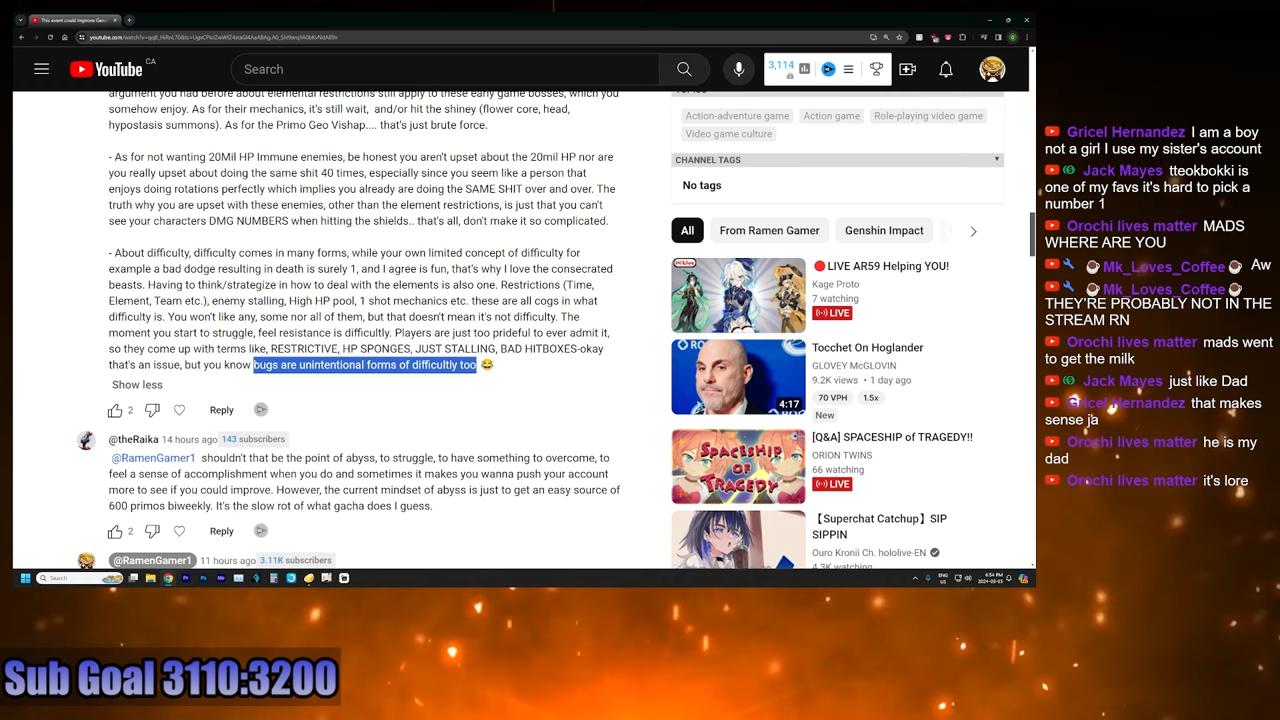 This event could Improve Gen
YouTube CA
Search
3,114
argument you had before about elemental restrictions still apply to these early game bosses, which you
somehow enjoy. As for their mechanics, it's still wait, and/or hit the shiney (flower core, head,
hypostasis summons). As for the Primo Geo Vishap.... that's just brute force.
- As for not wanting 20Mil HP Immune enemies, be honest you aren't upset about the 20mil HP nor are
you really upset about doing the same shit 40 times, especially since you seem like a person that
enjoys doing rotations perfectly which implies you already are doing the SAME SHIT over and over. The
truth why you are upset with these enemies, other than the element restrictions, is just that you can't
see your characters DMG NUMBERS when hitting the shields.. that's all, don't make it so complicated.
- About difficulty, difficulty comes in many forms, while your own limited concept of difficulty for
example a bad dodge resulting in death is surely 1, and I agree is fun, that's why I love the consecrated
beasts. Having to think/strategize in how to deal with the elements is also one. Restrictions (Time,
Element, Team etc.), enemy stalling, High HP pool, 1 shot mechanics etc. these are all cogs in what
difficulty is. You won't like any, some nor all of them, but that doesn't mean it's not difficulty. The
moment you start to struggle, feel resistance is difficulty. Players are just too prideful to ever admit it,
so they come up with terms like, RESTRICTIVE, HP SPONGES, JUST STALLING, BAD HITBOXES-okay
that's an issue, but you know bugs are unintentional forms of difficultly too 😂
Show less
2 Reply
@theRaika 14 hours ago 143 subscribers
@RamenGamer1 shouldn't that be the point of abyss, to struggle, to have something to overcome, to
feel a sense of accomplishment when you do and sometimes it makes you wanna push your account
more to see if you could improve. However, the current mindset of abyss is just to get an easy source of
600 primos biweekly. It's the slow rot of what gacha does I guess.
2 Reply
@RamenGamer1 11 hours ago 3.11K subscribers
Action-adventure game Action game Role-playing video game
Video game culture
CHANNEL TAGS
No tags
All From Ramen Gamer Genshin Impact
🔴LIVE AR59 Helping YOU!
Kage Proto
7 watching
LIVE
Tocchet On Hoglander
GLOVEY McGLOVIN
9.2K views • 1 day ago
70 VPH 1.5x
New
4:17
[Q&A] SPACESHIP of TRAGEDY!!
ORION TWINS
66 watching
LIVE
SPACESHIP OF TRAGEDY
【Superchat Catchup】SIP
SIPPIN
Ouro Kronii Ch. hololive-EN
4.3K watching
Search
ENG
US
6:54 PM
2024-03-03
Gricel Hernandez I am a boy
not a girl I use my sister's account
Jack Mayes tteokbokki is
one of my favs it's hard to pick a
number 1
Orochi lives matter MADS
WHERE ARE YOU
Mk_Loves_Coffee Aw
Mk_Loves_Coffee
THEY'RE PROBABLY NOT IN THE
STREAM RN
Orochi lives matter mads went
to get the milk
Jack Mayes just like Dad
Gricel Hernandez that makes
sense ja
Orochi lives matter he is my
dad
Orochi lives matter it's lore
Sub Goal 3110:3200